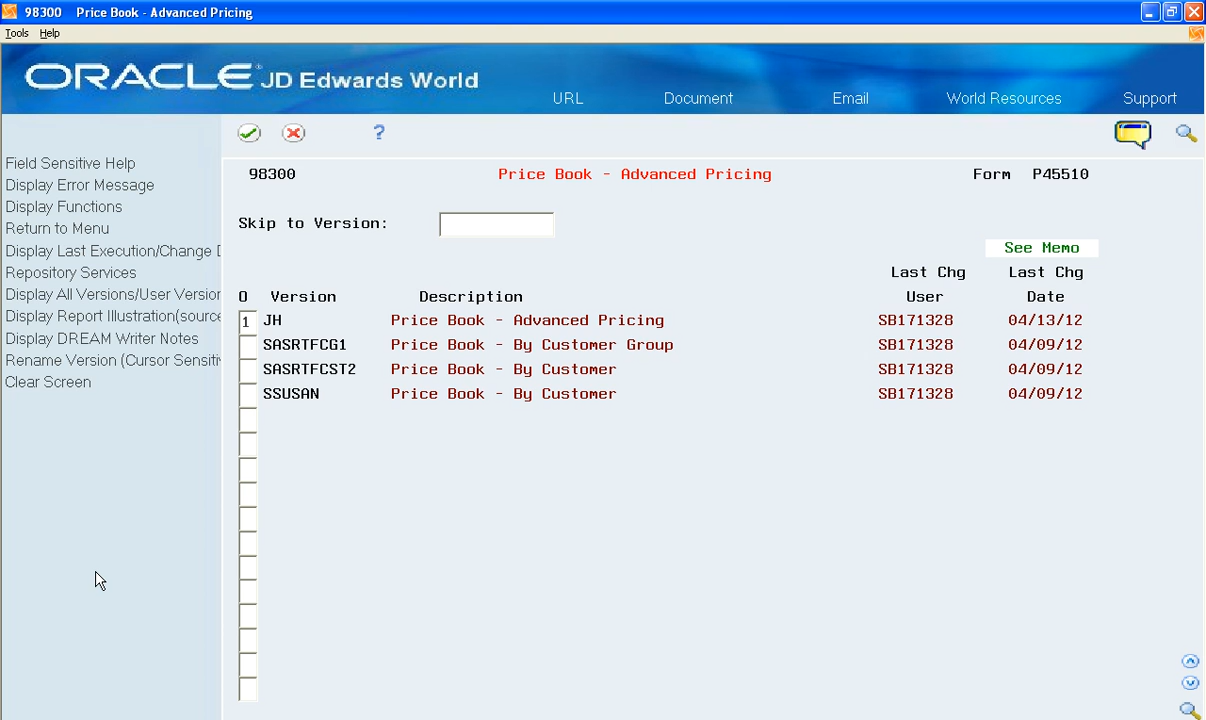 98300 Price Book - Advanced Pricing
Tools Help
ORACLE® JD Edwards World
URL Document Email World Resources Support
?
Field Sensitive Help
Display Error Message
Display Functions
Return to Menu
Display Last Execution/Change D
Repository Services
Display All Versions/User Version
Display Report Illustration(source
Display DREAM Writer Notes
Rename Version (Cursor Sensitiv
Clear Screen
98300 Price Book - Advanced Pricing Form P45510
Skip to Version:
See Memo
Last Chg Last Chg
O Version Description User Date
1 JH Price Book - Advanced Pricing SB171328 04/13/12
SASRTFCG1 Price Book - By Customer Group SB171328 04/09/12
SASRTFCST2 Price Book - By Customer SB171328 04/09/12
SSUSAN Price Book - By Customer SB171328 04/09/12